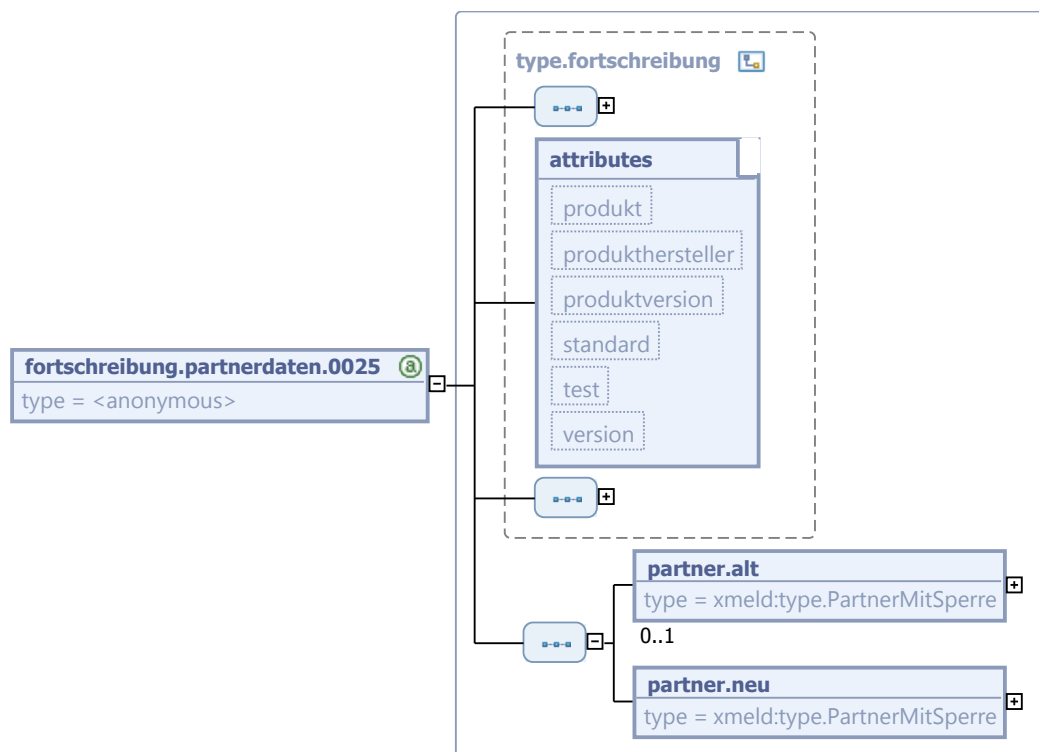 type.fortschreibung
attributes
produkt
produkthersteller
produktversion
standard
test
version
fortschreibung.partnerdaten.0025 a
type = <anonymous>
partner.alt
type = xmeld:type.PartnerMitSperre
0..1
partner.neu
type = xmeld:type.PartnerMitSperre